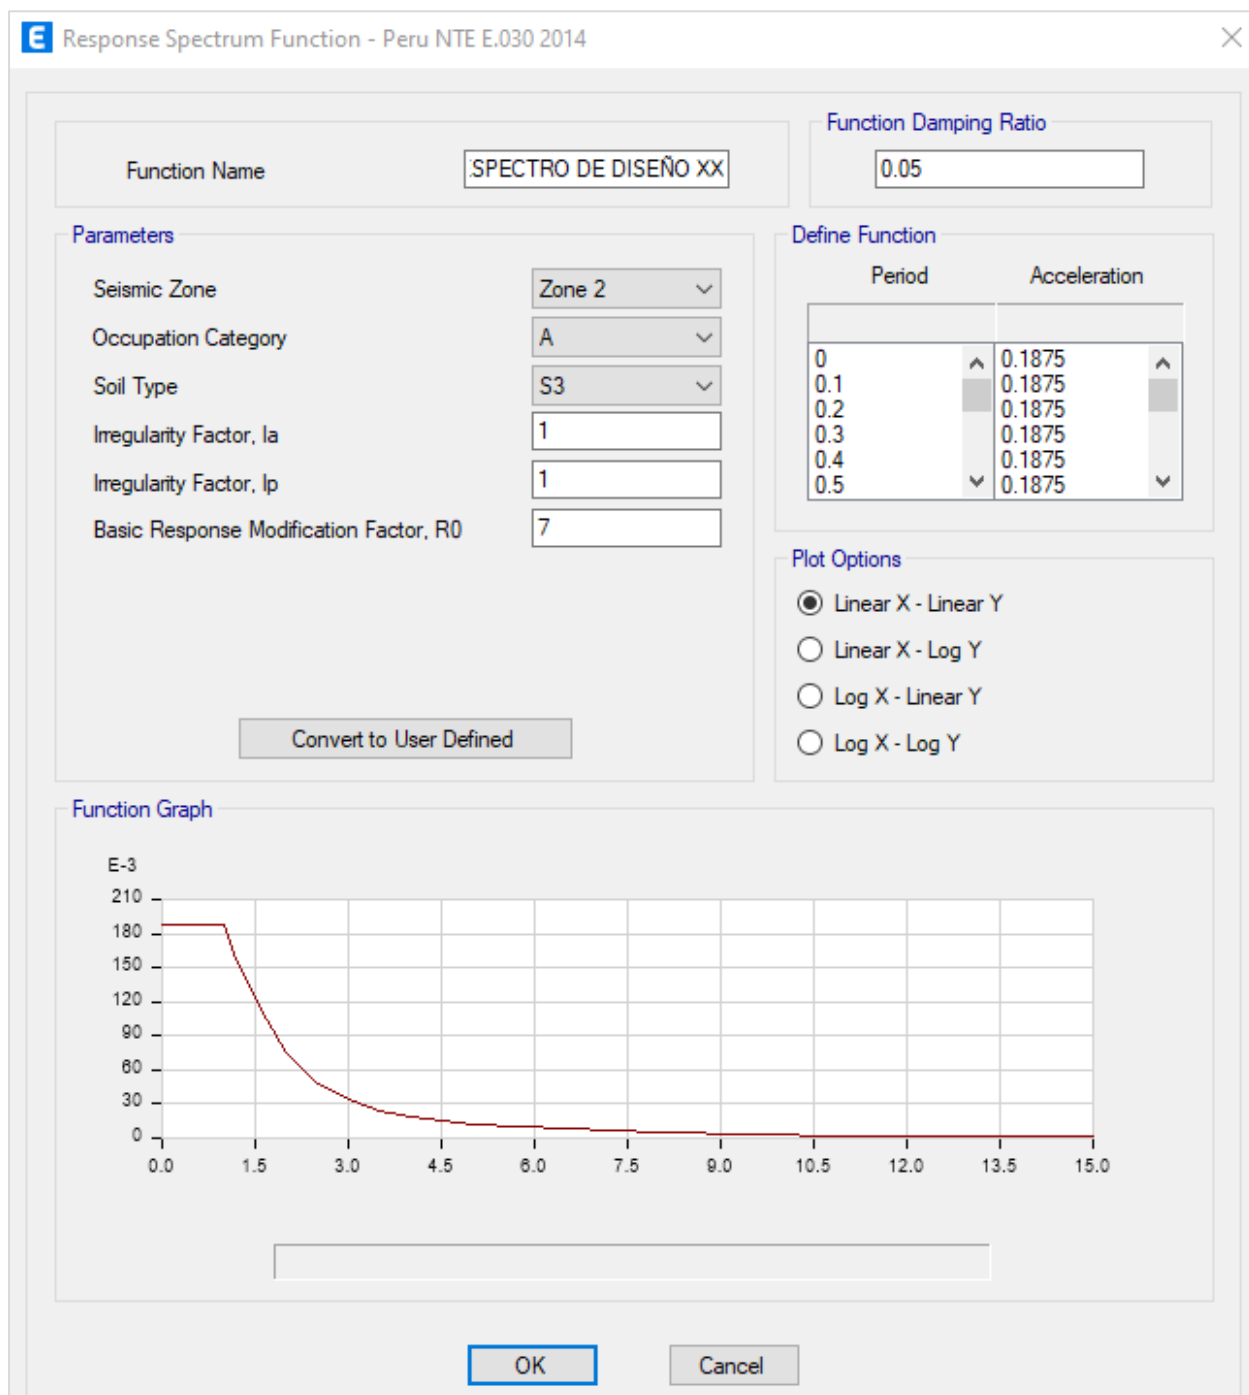 E Response Spectrum Function - Peru NTE E.030 2014
Function Name
SPECTRO DE DISEÑO XX
Function Damping Ratio
0.05
Parameters
Seismic Zone
Zone 2
Occupation Category
A
Soil Type
S3
Irregularity Factor, Ia
1
Irregularity Factor, Ip
1
Basic Response Modification Factor, R0
7
Convert to User Defined
Define Function
Period Acceleration
0 0.1875
0.1 0.1875
0.2 0.1875
0.3 0.1875
0.4 0.1875
0.5 0.1875
Plot Options
Linear X - Linear Y
Linear X - Log Y
Log X - Linear Y
Log X - Log Y
Function Graph
E-3
210
180
150
120
90
60
30
0
0.0 1.5 3.0 4.5 6.0 7.5 9.0 10.5 12.0 13.5 15.0
OK Cancel